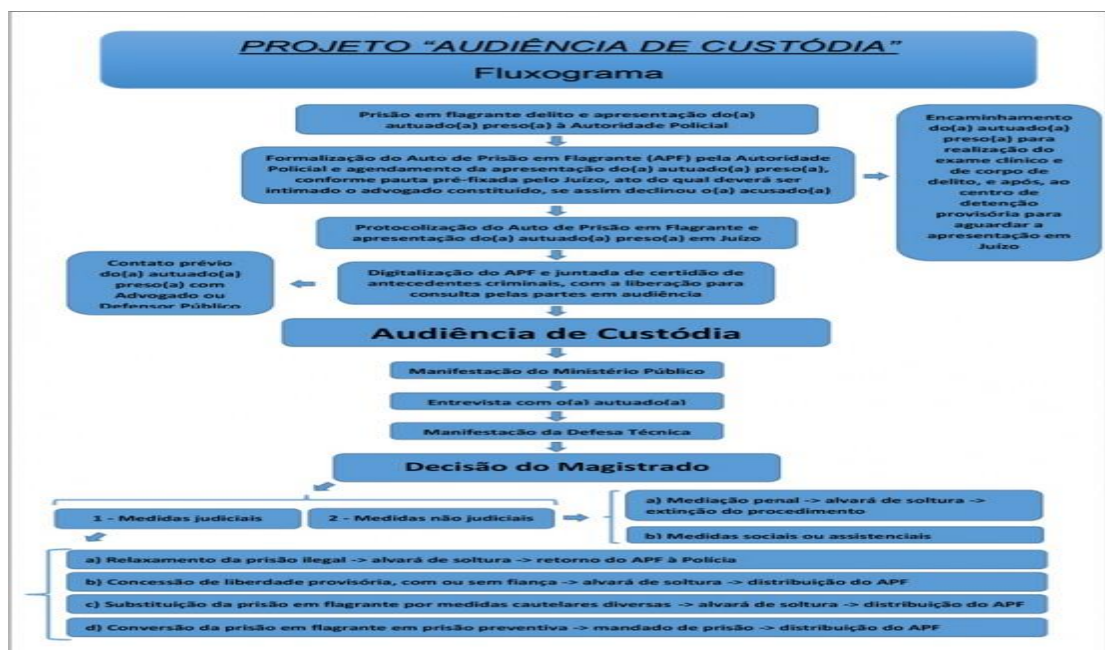 PROJETO “AUDIÊNCIA DE CUSTÓDIA”
Fluxograma
Prisão em flagrante delito e apresentação do(a)
autuado(a) preso(a) à Autoridade Policial
Formalização do Auto de Prisão em Flagrante (APF) pela Autoridade
Policial e agendamento da apresentação do(a) autuado(a) preso(a),
conforme pauta pré-fixada pelo Juízo, ato do qual deverá ser
intimado o advogado constituído, se assim declinou o(a) acusado(a)
Encaminhamento
do(a) autuado(a)
preso(a) para
realização do
exame clínico e
de corpo de
delito, e após, ao
centro de
detenção
provisória para
aguardar a
apresentação em
Juízo
Protocolização do Auto de Prisão em Flagrante e
apresentação do(a) autuado(a) preso(a) em Juízo
Digitalização do APF e juntada de certidão de
antecedentes criminais, com a liberação para
consulta pelas partes em audiência
Contato prévio
do(a) autuado(a)
preso(a) com
Advogado ou
Defensor Público
Audiência de Custódia
Manifestação do Ministério Público
Entrevista com o(a) autuado(a)
Manifestação da Defesa Técnica
Decisão do Magistrado
1 - Medidas judiciais
2 - Medidas não judiciais
a) Mediação penal -> alvará de soltura ->
extinção do procedimento
b) Medidas sociais ou assistenciais
a) Relaxamento da prisão ilegal -> alvará de soltura -> retorno do APF à Polícia
b) Concessão de liberdade provisória, com ou sem fiança -> alvará de soltura -> distribuição do APF
c) Substituição da prisão em flagrante por medidas cautelares diversas -> alvará de soltura -> distribuição do APF
d) Conversão da prisão em flagrante em prisão preventiva -> mandado de prisão -> distribuição do APF